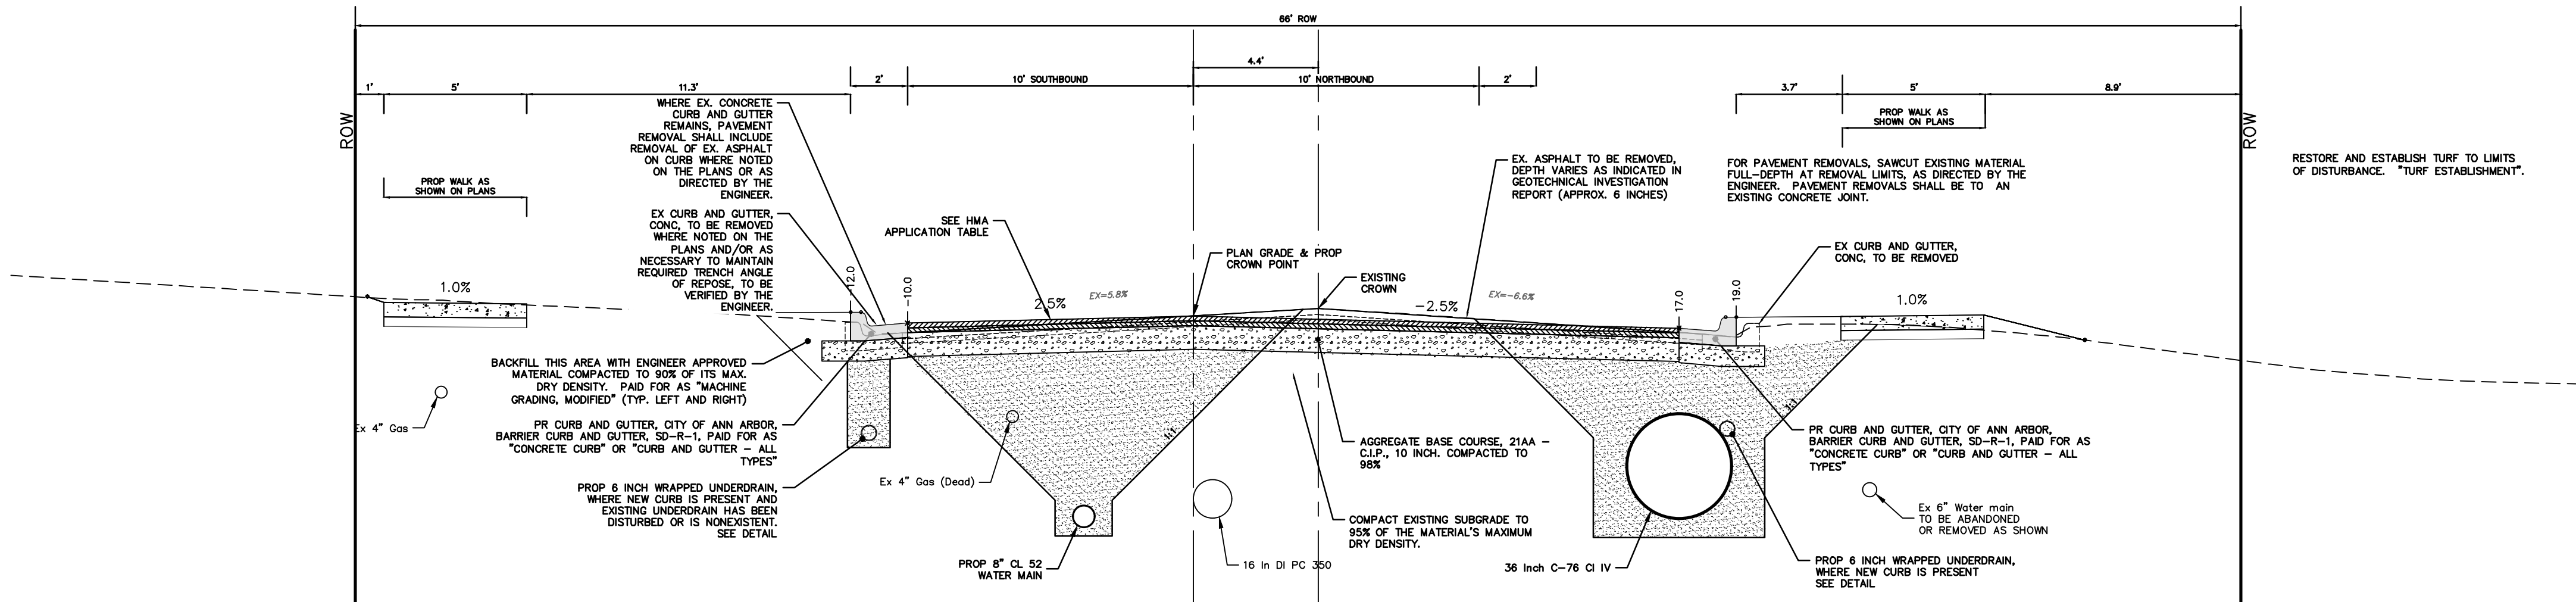 66' ROW
4.4'
2'
10' SOUTHBOUND
10' NORTHBOUND
2'
1'
5'
11.3'
3.7'
5'
8.9'
ROW
ROW
PROP WALK AS
SHOWN ON PLANS
WHERE EX. CONCRETE
CURB AND GUTTER
REMAINS, PAVEMENT
REMOVAL SHALL INCLUDE
REMOVAL OF EX. ASPHALT
ON CURB WHERE NOTED
ON THE PLANS OR AS
DIRECTED BY THE
ENGINEER.
EX CURB AND GUTTER,
CONC, TO BE REMOVED
WHERE NOTED ON THE
PLANS AND/OR AS
NECESSARY TO MAINTAIN
REQUIRED TRENCH ANGLE
OF REPOSE, TO BE
VERIFIED BY THE
ENGINEER.
SEE HMA
APPLICATION TABLE
PLAN GRADE & PROP
CROWN POINT
EXISTING
CROWN
EX. ASPHALT TO BE REMOVED,
DEPTH VARIES AS INDICATED IN
GEOTECHNICAL INVESTIGATION
REPORT (APPROX. 6 INCHES)
PROP WALK AS
SHOWN ON PLANS
FOR PAVEMENT REMOVALS, SAWCUT EXISTING MATERIAL
FULL-DEPTH AT REMOVAL LIMITS, AS DIRECTED BY THE
ENGINEER. PAVEMENT REMOVALS SHALL BE TO AN
EXISTING CONCRETE JOINT.
RESTORE AND ESTABLISH TURF TO LIMITS
OF DISTURBANCE. "TURF ESTABLISHMENT".
EX CURB AND GUTTER,
CONC, TO BE REMOVED
1.0%
-12.0
-10.0
2.5%
EX=5.8%
-2.5%
EX=-6.6%
17.0
19.0
1.0%
BACKFILL THIS AREA WITH ENGINEER APPROVED
MATERIAL COMPACTED TO 90% OF ITS MAX.
DRY DENSITY. PAID FOR AS "MACHINE
GRADING, MODIFIED" (TYP. LEFT AND RIGHT)
Ex 4" Gas
PR CURB AND GUTTER, CITY OF ANN ARBOR,
BARRIER CURB AND GUTTER, SD-R-1, PAID FOR AS
"CONCRETE CURB" OR "CURB AND GUTTER - ALL
TYPES"
PROP 6 INCH WRAPPED UNDERDRAIN,
WHERE NEW CURB IS PRESENT AND
EXISTING UNDERDRAIN HAS BEEN
DISTURBED OR IS NONEXISTENT.
SEE DETAIL
Ex 4" Gas (Dead)
1:1
PROP 8" CL 52
WATER MAIN
16 In DI PC 350
AGGREGATE BASE COURSE, 21AA -
C.I.P., 10 INCH. COMPACTED TO
98%
COMPACT EXISTING SUBGRADE TO
95% OF THE MATERIAL'S MAXIMUM
DRY DENSITY.
36 Inch C-76 Cl IV
1:1
PR CURB AND GUTTER, CITY OF ANN ARBOR,
BARRIER CURB AND GUTTER, SD-R-1, PAID FOR AS
"CONCRETE CURB" OR "CURB AND GUTTER - ALL
TYPES"
Ex 6" Water main
TO BE ABANDONED
OR REMOVED AS SHOWN
PROP 6 INCH WRAPPED UNDERDRAIN,
WHERE NEW CURB IS PRESENT
SEE DETAIL